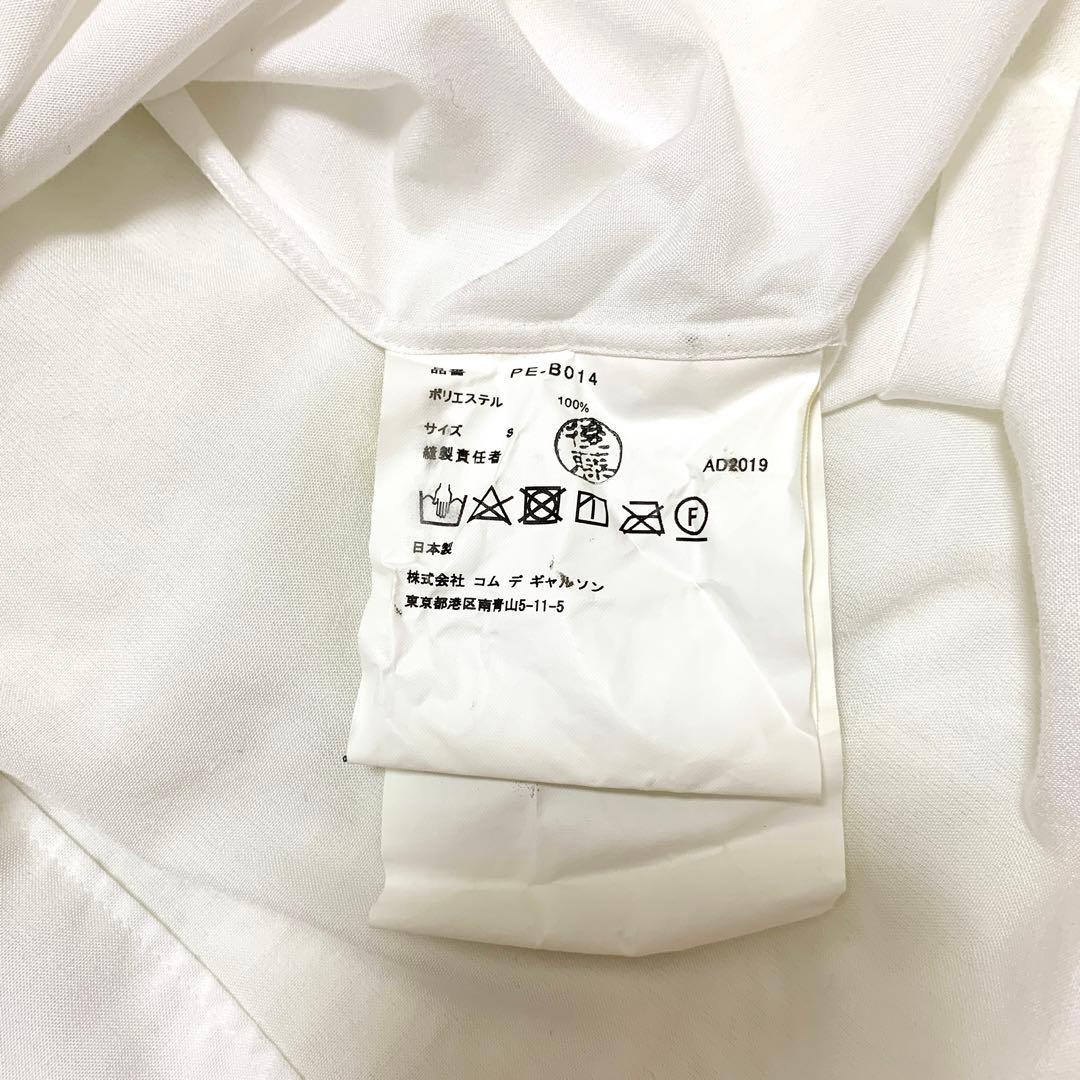 品番 PE-B014
ポリエステル 100%
サイズ S
縫製責任者 後藤 AD2019
F
日本製
株式会社 コム デ ギャルソン
東京都港区南青山5-11-5